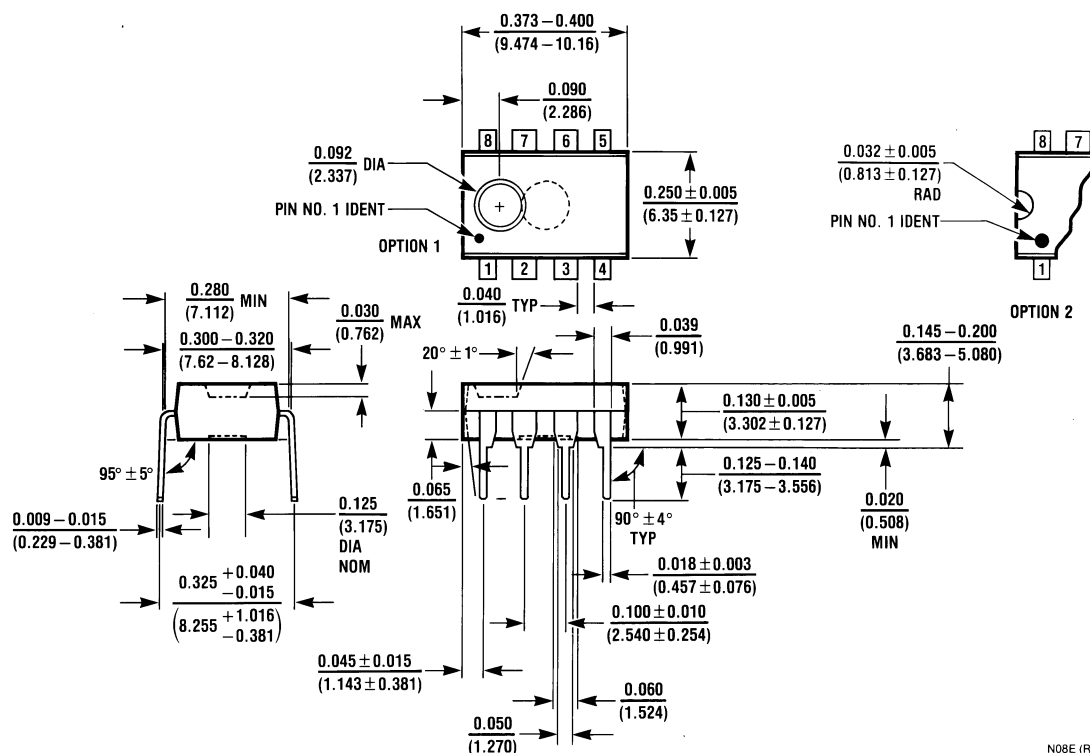 0.373 – 0.400
(9.474 – 10.16)
0.090
(2.286)
8 7 6 5
0.092 DIA
(2.337)
PIN NO. 1 IDENT
OPTION 1
1 2 3 4
0.250 ± 0.005
(6.35 ± 0.127)
8 7
0.032 ± 0.005
(0.813 ± 0.127)
RAD
PIN NO. 1 IDENT
1
OPTION 2
0.280 MIN
(7.112)
0.300 – 0.320
(7.62 – 8.128)
0.030 MAX
(0.762)
0.040 TYP
(1.016)
20° ± 1°
0.039
(0.991)
0.145 – 0.200
(3.683 – 5.080)
0.130 ± 0.005
(3.302 ± 0.127)
95° ± 5°
0.009 – 0.015
(0.229 – 0.381)
0.125
(3.175)
DIA
NOM
0.065
(1.651)
90° ± 4°
TYP
0.125 – 0.140
(3.175 – 3.556)
0.020
(0.508)
MIN
0.325 +0.040
−0.015
(8.255 +1.016
−0.381)
0.018 ± 0.003
(0.457 ± 0.076)
0.100 ± 0.010
(2.540 ± 0.254)
0.045 ± 0.015
(1.143 ± 0.381)
0.060
(1.524)
0.050
(1.270)
N08E (R